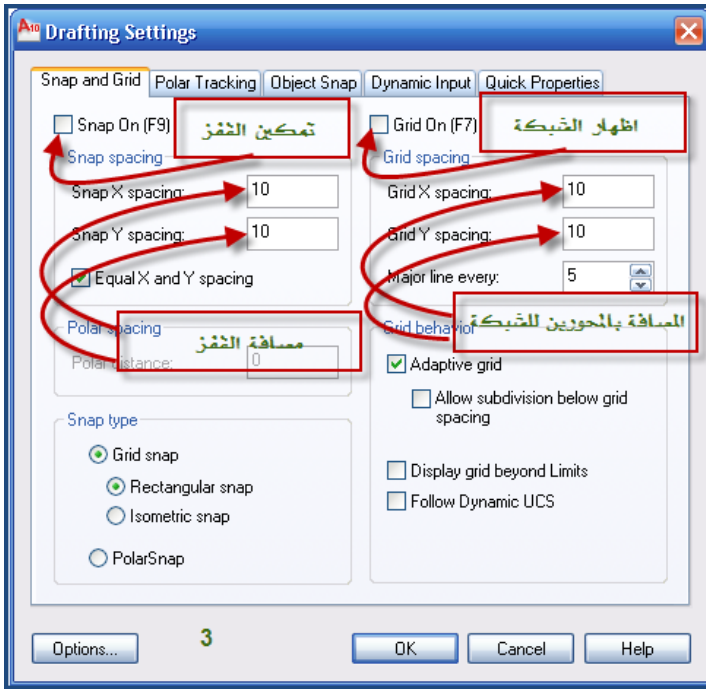 A10 Drafting Settings
Snap and Grid Polar Tracking Object Snap Dynamic Input Quick Properties
Snap On (F9)
تمكين القفز
Snap spacing
Snap X spacing: 10
Snap Y spacing: 10
Equal X and Y spacing
Polar spacing
مسافة القفز
Polar distance: 0
Snap type
Grid snap
Rectangular snap
Isometric snap
PolarSnap
Grid On (F7)
اظهار الشبكة
Grid spacing
Grid X spacing: 10
Grid Y spacing: 10
Major line every: 5
المسافة بالمحورين للشبكة
Grid behavior
Adaptive grid
Allow subdivision below grid
spacing
Display grid beyond Limits
Follow Dynamic UCS
Options... 3 OK Cancel Help